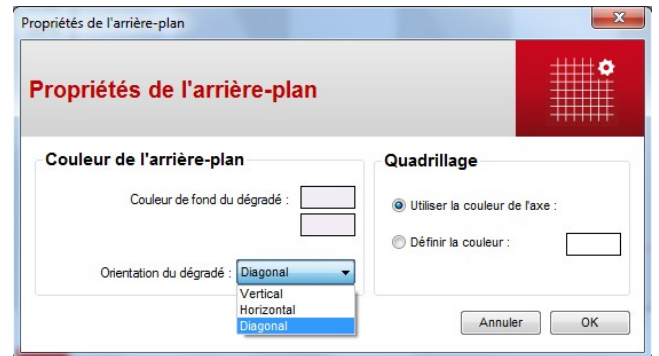 Propriétés de l'arrière-plan
Propriétés de l'arrière-plan
Couleur de l'arrière-plan
Couleur de fond du dégradé :
Orientation du dégradé : Diagonal
Vertical
Horizontal
Diagonal
Quadrillage
Utiliser la couleur de l'axe :
Définir la couleur :
Annuler
OK